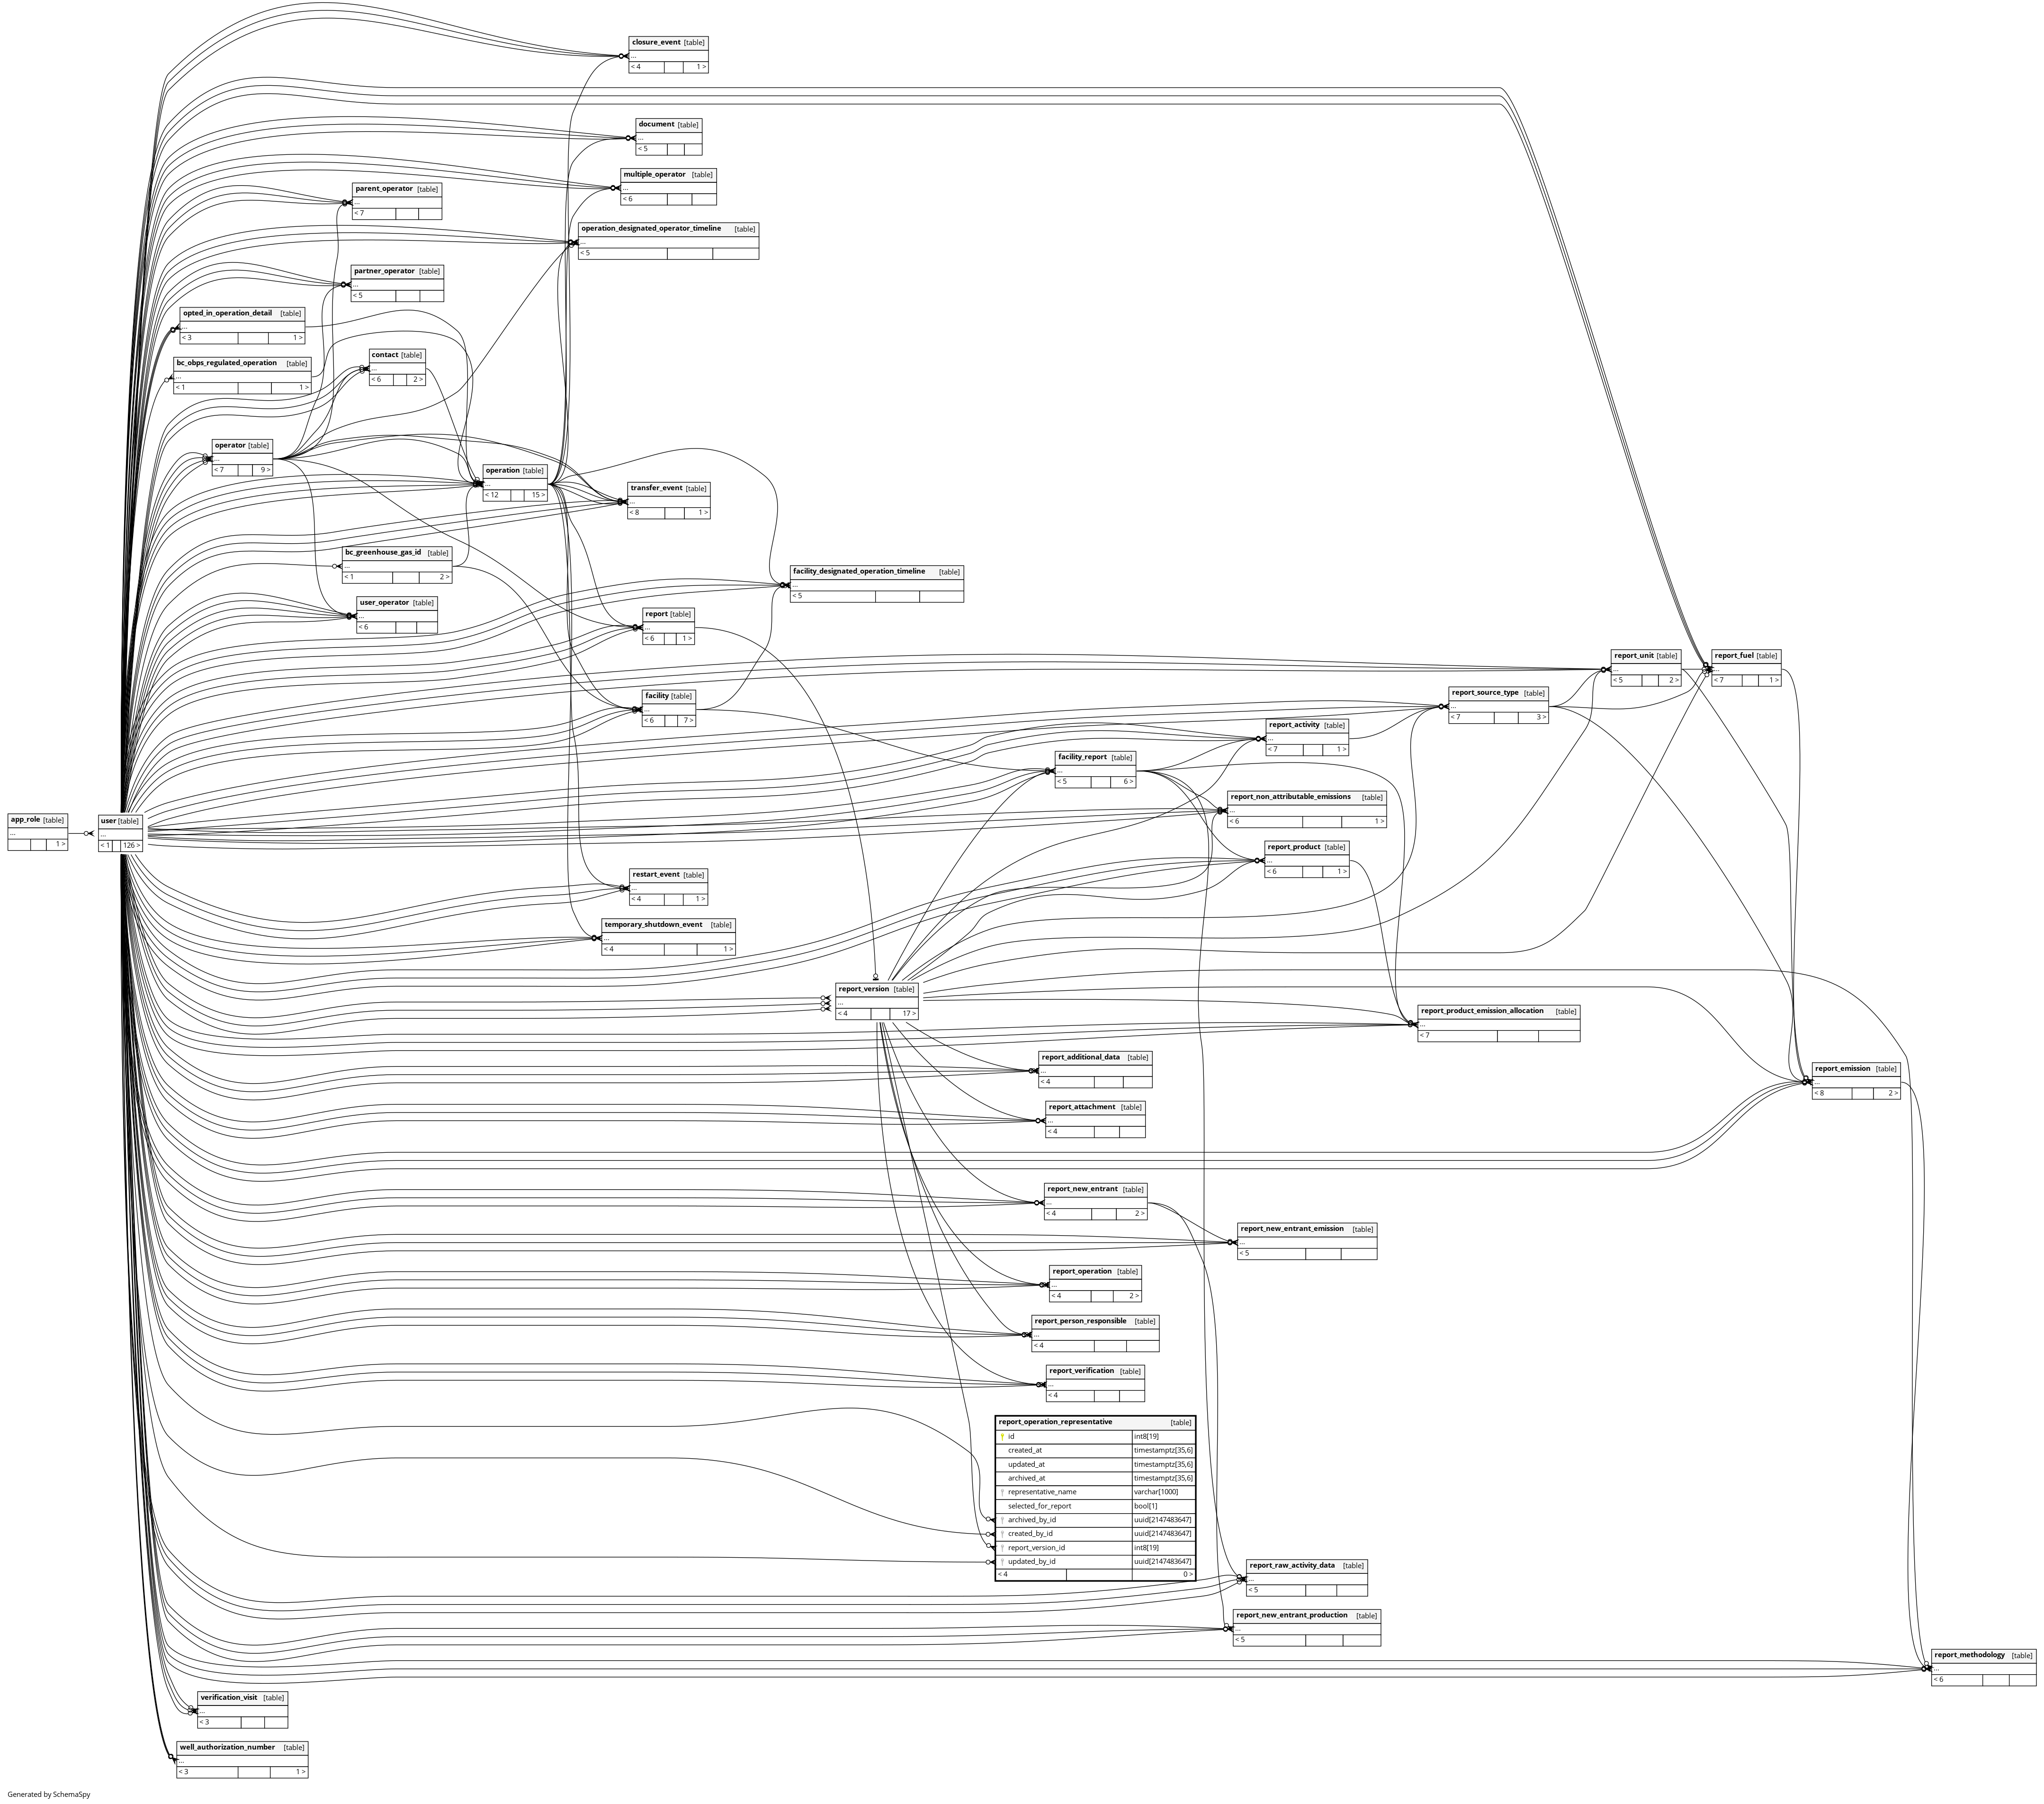 closure_event [table]
...
< 4 1 >
document [table]
...
< 5
multiple_operator [table]
...
< 6
parent_operator [table]
...
< 7
operation_designated_operator_timeline [table]
...
< 5
partner_operator [table]
...
< 5
opted_in_operation_detail [table]
...
< 3 1 >
contact [table]
...
< 6 2 >
bc_obps_regulated_operation [table]
...
< 1 1 >
operator [table]
...
< 7 9 >
operation [table]
...
< 12 15 >
transfer_event [table]
...
< 8 1 >
bc_greenhouse_gas_id [table]
...
< 1 2 >
facility_designated_operation_timeline [table]
...
< 5
user_operator [table]
...
< 6
report [table]
...
< 6 1 >
report_unit [table]
...
< 5 2 >
report_fuel [table]
...
< 7 1 >
facility [table]
...
< 6 7 >
report_source_type [table]
...
< 7 3 >
report_activity [table]
...
< 7 1 >
facility_report [table]
...
< 5 6 >
report_non_attributable_emissions [table]
...
< 6 1 >
app_role [table]
...
1 >
user [table]
...
< 1 126 >
report_product [table]
...
< 6 1 >
restart_event [table]
...
< 4 1 >
temporary_shutdown_event [table]
...
< 4 1 >
report_version [table]
...
< 4 17 >
report_product_emission_allocation [table]
...
< 7
report_additional_data [table]
...
< 4
report_emission [table]
...
< 8 2 >
report_attachment [table]
...
< 4
report_new_entrant [table]
...
< 4 2 >
report_new_entrant_emission [table]
...
< 5
report_operation [table]
...
< 4 2 >
report_person_responsible [table]
...
< 4
report_verification [table]
...
< 4
report_operation_representative [table]
id int8[19]
created_at timestamptz[35,6]
updated_at timestamptz[35,6]
archived_at timestamptz[35,6]
representative_name varchar[1000]
selected_for_report bool[1]
archived_by_id uuid[2147483647]
created_by_id uuid[2147483647]
report_version_id int8[19]
updated_by_id uuid[2147483647]
< 4 0 >
report_raw_activity_data [table]
...
< 5
report_new_entrant_production [table]
...
< 5
report_methodology [table]
...
< 6
verification_visit [table]
...
< 3
well_authorization_number [table]
...
< 3 1 >
Generated by SchemaSpy